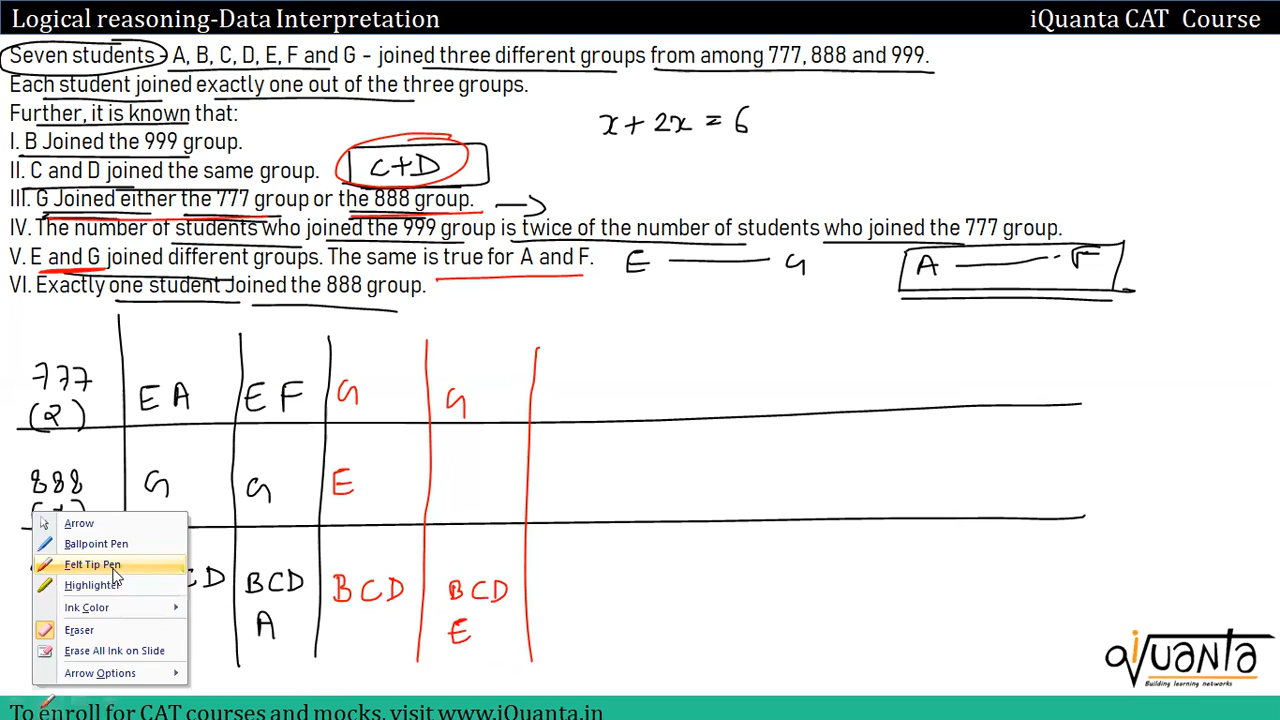 Logical reasoning-Data Interpretation
iQuanta CAT Course
Seven students - A, B, C, D, E, F and G - joined three different groups from among 777, 888 and 999.
Each student joined exactly one out of the three groups.
Further, it is known that:
x + 2x = 6
I. B Joined the 999 group.
II. C and D joined the same group.
C+D
III. G Joined either the 777 group or the 888 group.
IV. The number of students who joined the 999 group is twice of the number of students who joined the 777 group.
V. E and G joined different groups. The same is true for A and F.
E G
A F
VI. Exactly one student Joined the 888 group.
777 E A E F G G
(2)
888 G G E
Arrow
Ballpoint Pen
Felt Tip Pen
Highlighter
Ink Color
Eraser
Erase All Ink on Slide
Arrow Options
CD BCD BCD BCD
A E
iQuanta
Building learning networks
To enroll for CAT courses and mocks, visit www.iQuanta.in